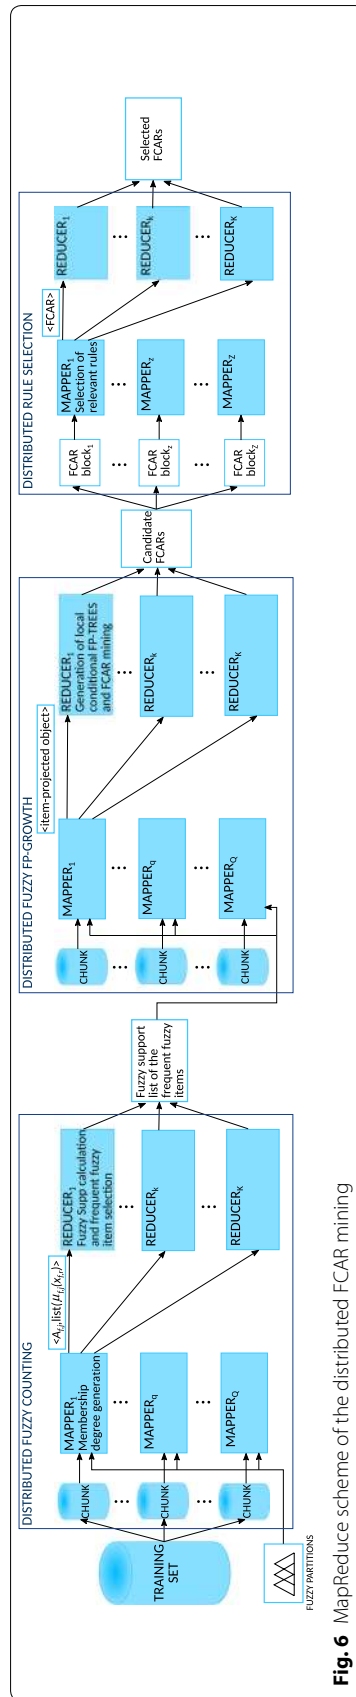 DISTRIBUTED FUZZY COUNTING
TRAINING
SET
FUZZY PARTITIONS
CHUNK
...
CHUNK
...
CHUNK
MAPPER1
Membership
degree generation
...
MAPPERq
...
MAPPERQ
<Af,j,list(μf,j(xf,r)>
REDUCER1
Fuzzy Supp calculation
and frequent fuzzy
item selection
...
REDUCERk
...
REDUCERK
Fuzzy support
list of the
frequent fuzzy
items
DISTRIBUTED FUZZY FP-GROWTH
CHUNK
...
CHUNK
...
CHUNK
MAPPER1
...
MAPPERq
...
MAPPERQ
<item-projected object>
REDUCER1
Generation of local
conditional FP-TREES
and FCAR mining
...
REDUCERk
...
REDUCERK
Candidate
FCARs
DISTRIBUTED RULE SELECTION
FCAR
block1
...
FCAR
blockz
...
FCAR
blockZ
MAPPER1
Selection of
relevant rules
...
MAPPERz
...
MAPPERZ
<FCAR>
REDUCER1
...
REDUCERk
...
REDUCERK
Selected
FCARs
Fig. 6 MapReduce scheme of the distributed FCAR mining